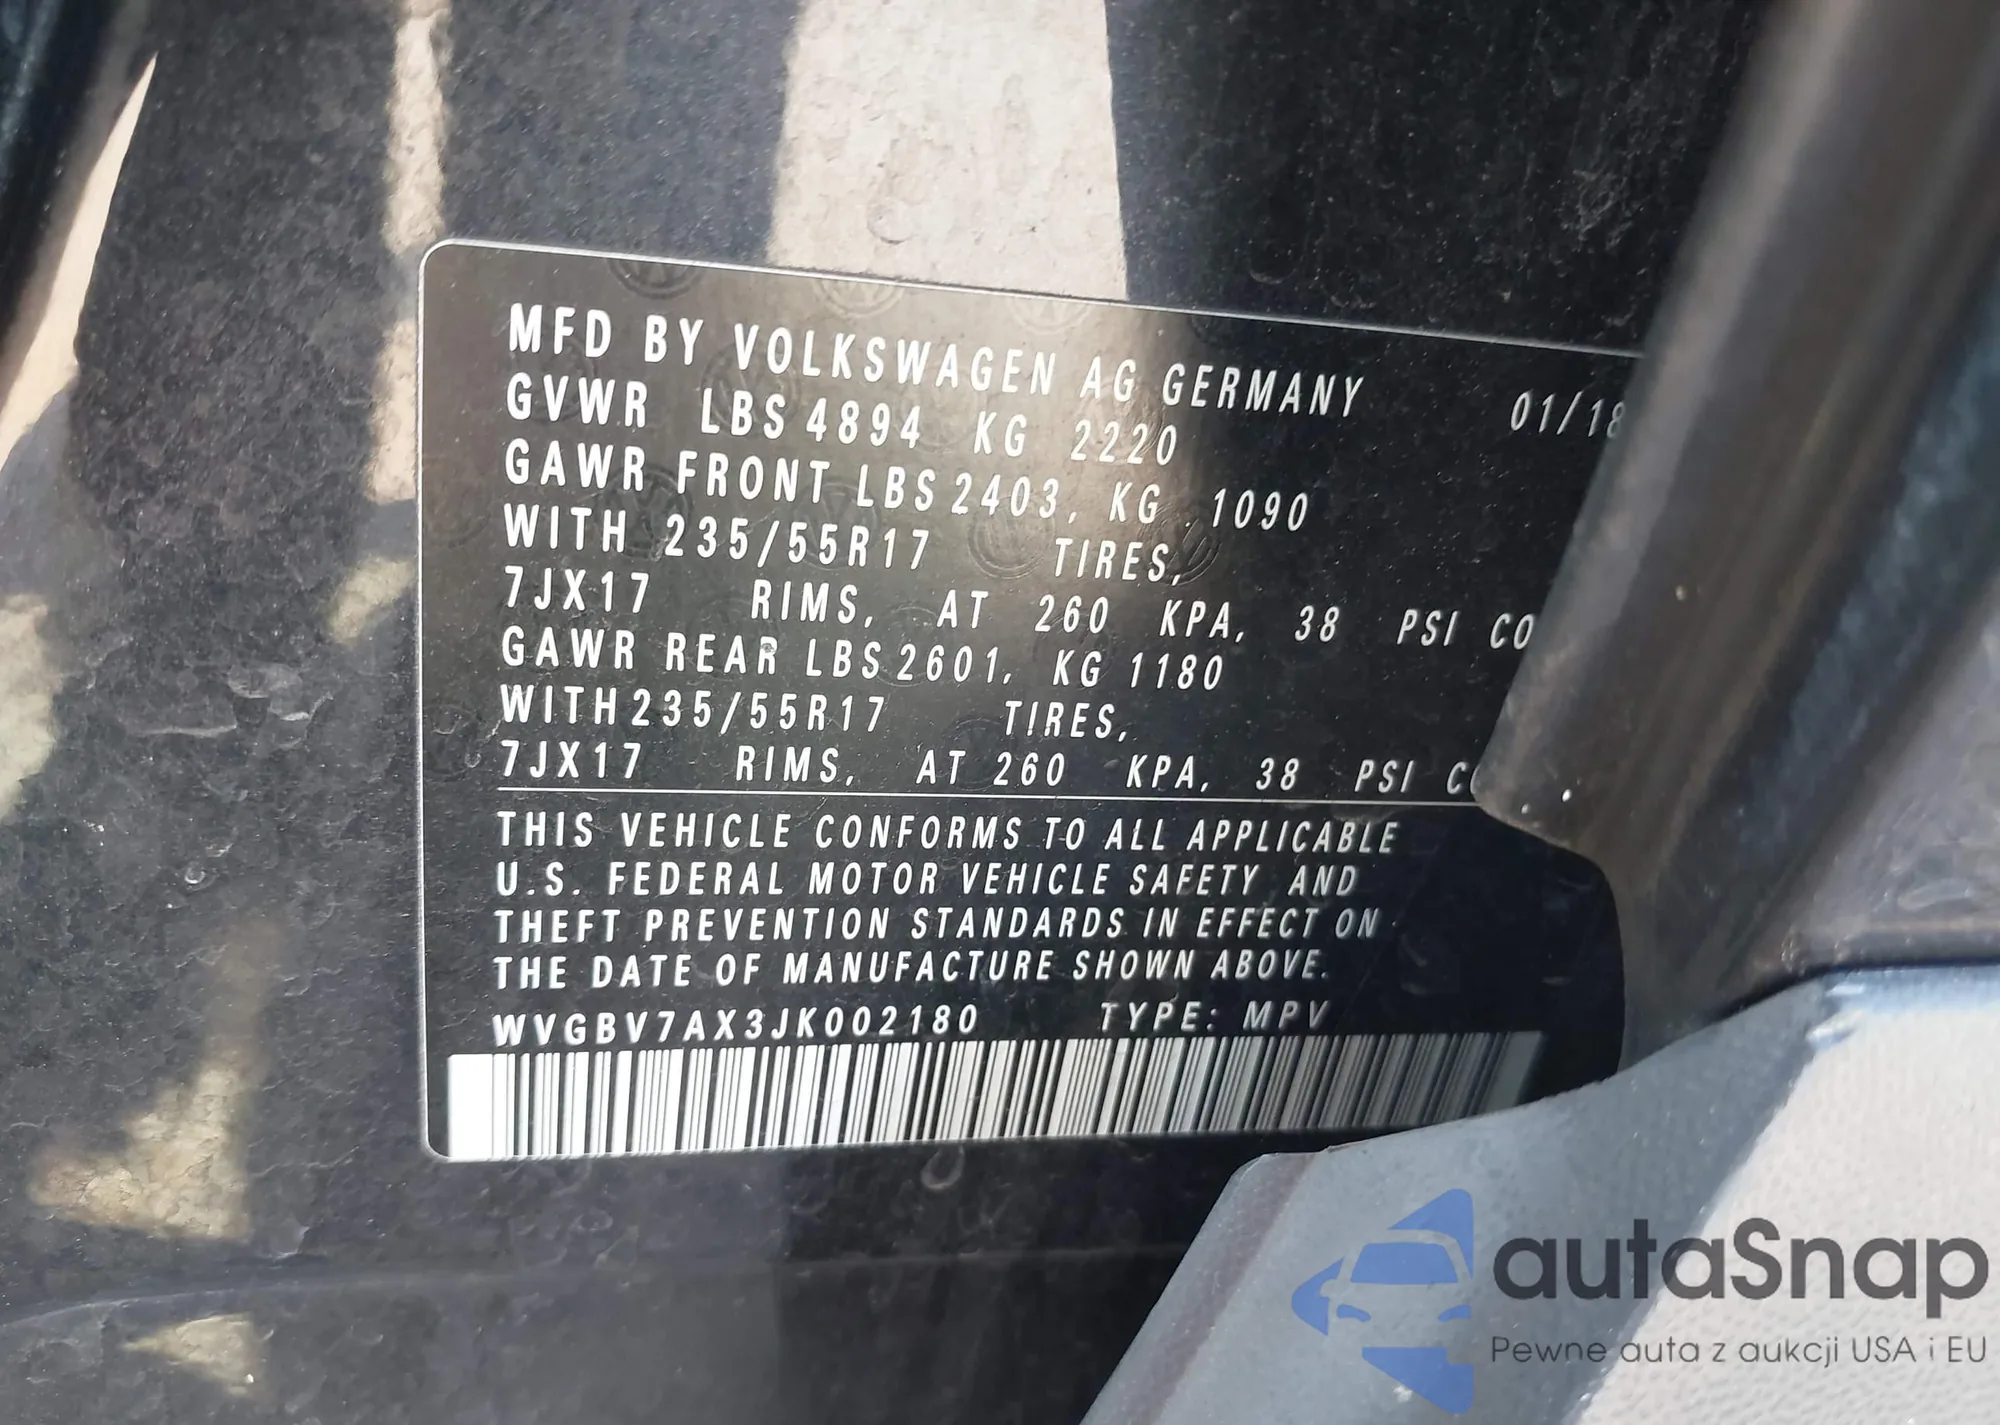 MFD BY VOLKSWAGEN AG GERMANY 01/18
GVWR LBS 4894 KG 2220
GAWR FRONT LBS 2403, KG 1090
WITH 235/55R17 TIRES,
7JX17 RIMS, AT 260 KPA, 38 PSI CO
GAWR REAR LBS 2601, KG 1180
WITH 235/55R17 TIRES,
7JX17 RIMS, AT 260 KPA, 38 PSI C
THIS VEHICLE CONFORMS TO ALL APPLICABLE
U.S. FEDERAL MOTOR VEHICLE SAFETY AND
THEFT PREVENTION STANDARDS IN EFFECT ON
THE DATE OF MANUFACTURE SHOWN ABOVE.
WVGBV7AX3JK002180 TYPE: MPV
autaSnap
Pewne auta z aukcji USA i EU